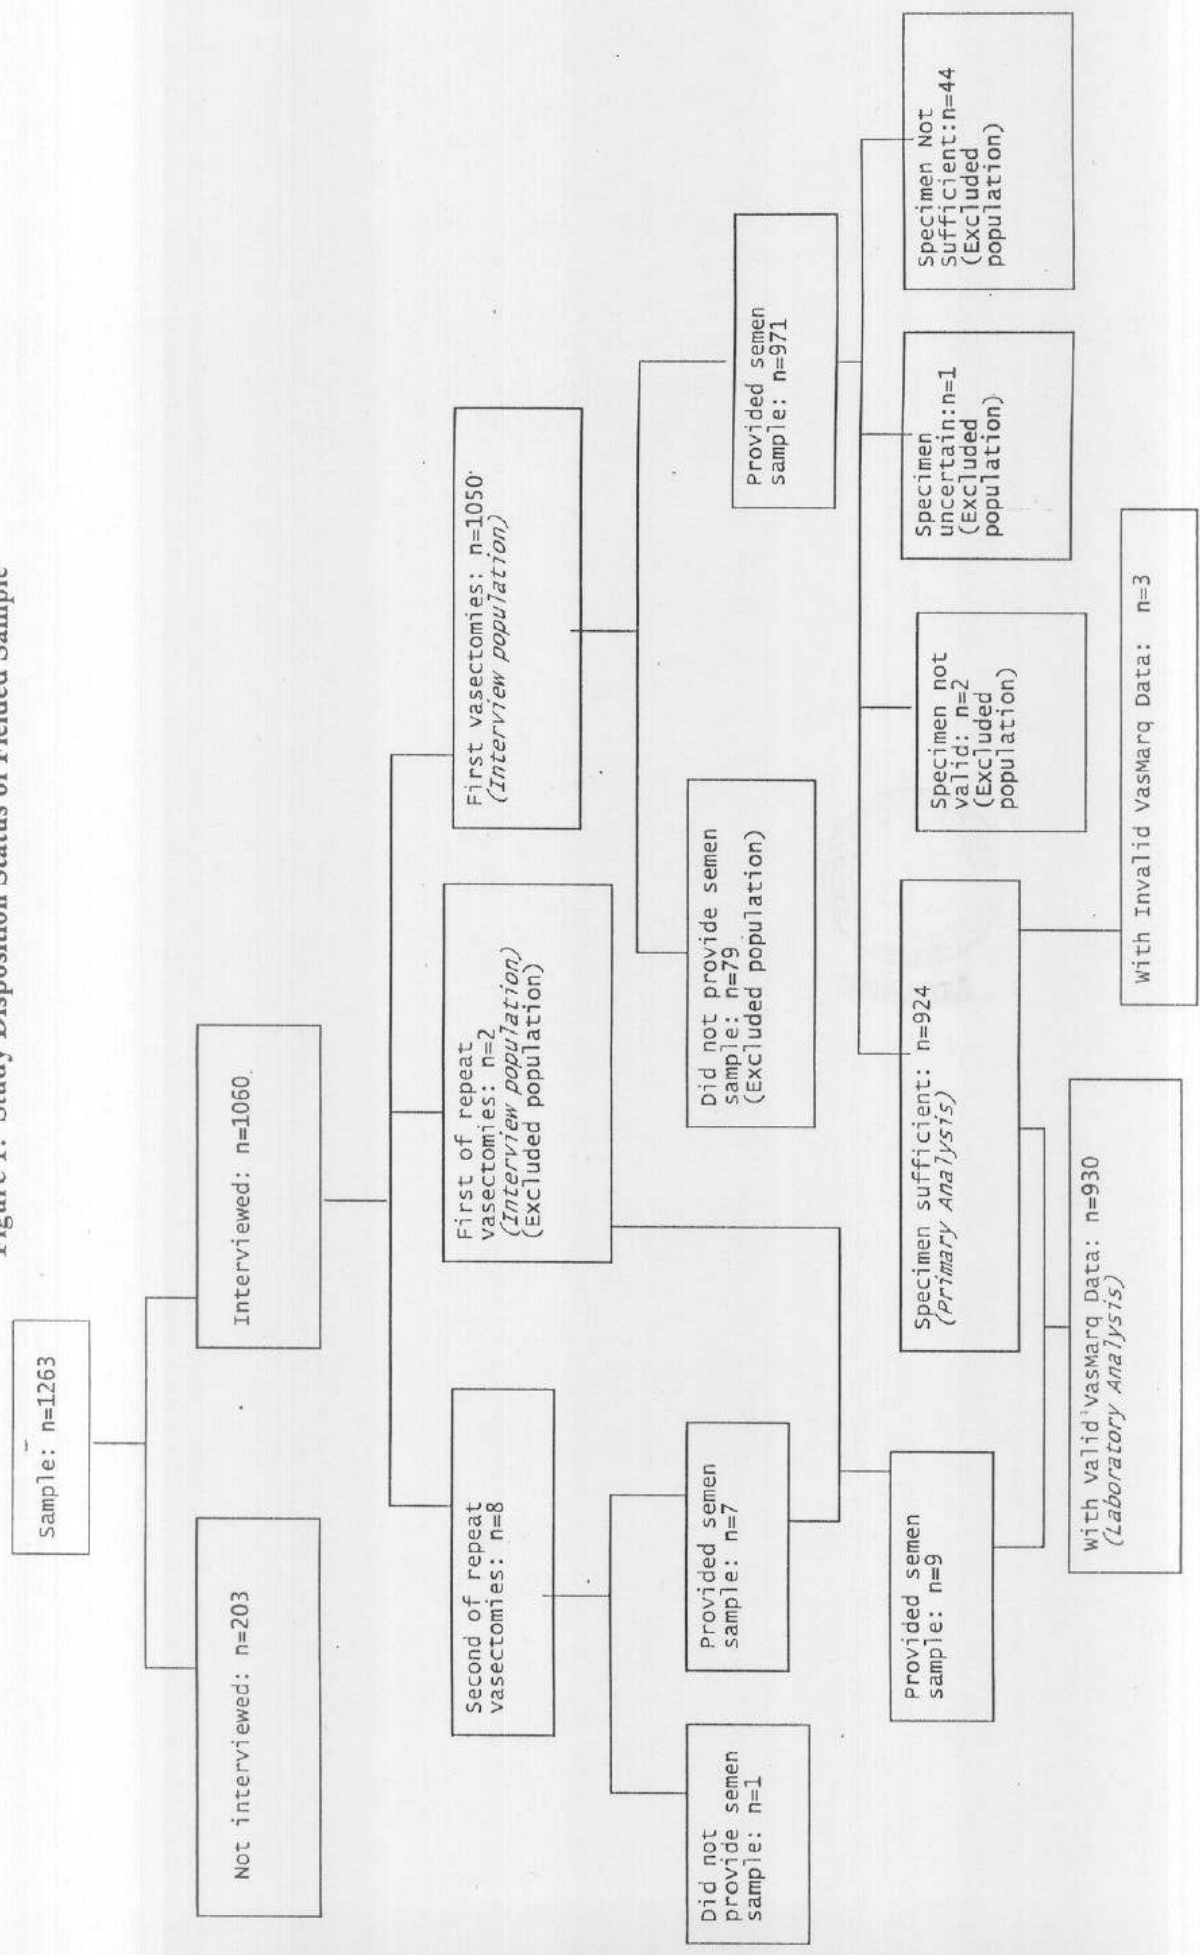 Figure 1. Study Disposition Status of Fielded Sample
Sample: n=1263
Not interviewed: n=203
Interviewed: n=1060
Second of repeat
vasectomies: n=8
First of repeat
vasectomies: n=2
(Interview population)
(Excluded population)
First vasectomies: n=1050
(Interview population)
Did not
provide semen
sample: n=1
Provided semen
sample: n=7
Did not provide semen
sample: n=79
(Excluded population)
Provided semen
sample: n=971
Provided semen
sample: n=9
Specimen sufficient: n=924
(Primary Analysis)
Specimen not
valid: n=2
(Excluded
population)
Specimen
uncertain:n=1
(Excluded
population)
Specimen Not
Sufficient:n=44
(Excluded
population)
With Valid VasMarq Data: n=930
(Laboratory Analysis)
With Invalid VasMarq Data: n=3